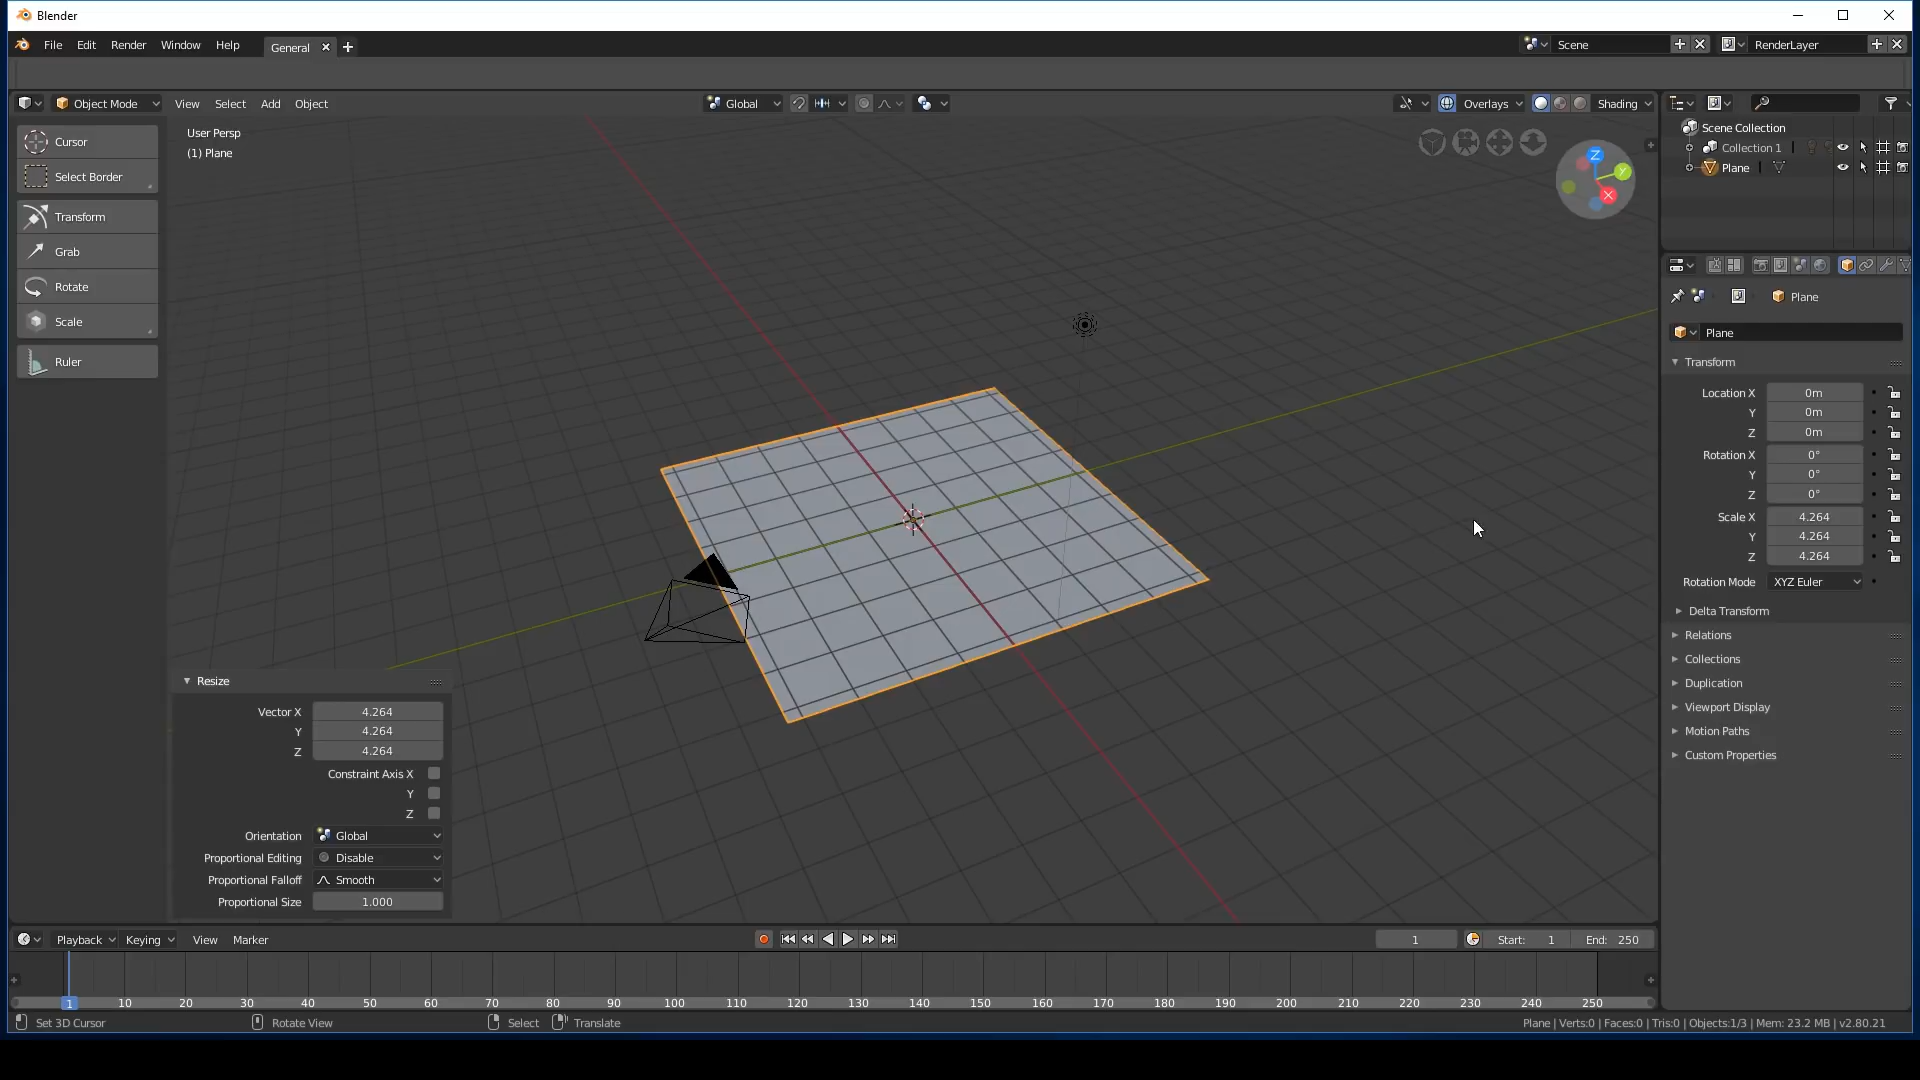 Blender
File Edit Render Window Help General Scene RenderLayer
Object Mode View Select Add Object Global Overlays Shading
User Persp
(1) Plane
Cursor
Select Border
Transform
Grab
Rotate
Scale
Ruler
Z
Y
X
Scene Collection
Collection 1
Plane
Plane
Plane
Transform
Location X 0m
Y 0m
Z 0m
Rotation X 0°
Y 0°
Z 0°
Scale X 4.264
Y 4.264
Z 4.264
Rotation Mode XYZ Euler
Delta Transform
Relations
Collections
Duplication
Viewport Display
Motion Paths
Custom Properties
Resize
Vector X 4.264
Y 4.264
Z 4.264
Constraint Axis X
Y
Z
Orientation Global
Proportional Editing Disable
Proportional Falloff Smooth
Proportional Size 1.000
Playback Keying View Marker 1 Start: 1 End: 250
1 10 20 30 40 50 60 70 80 90 100 110 120 130 140 150 160 170 180 190 200 210 220 230 240 250
Set 3D Cursor Rotate View Select Translate Plane | Verts:0 | Faces:0 | Tris:0 | Objects:1/3 | Mem: 23.2 MB | v2.80.21